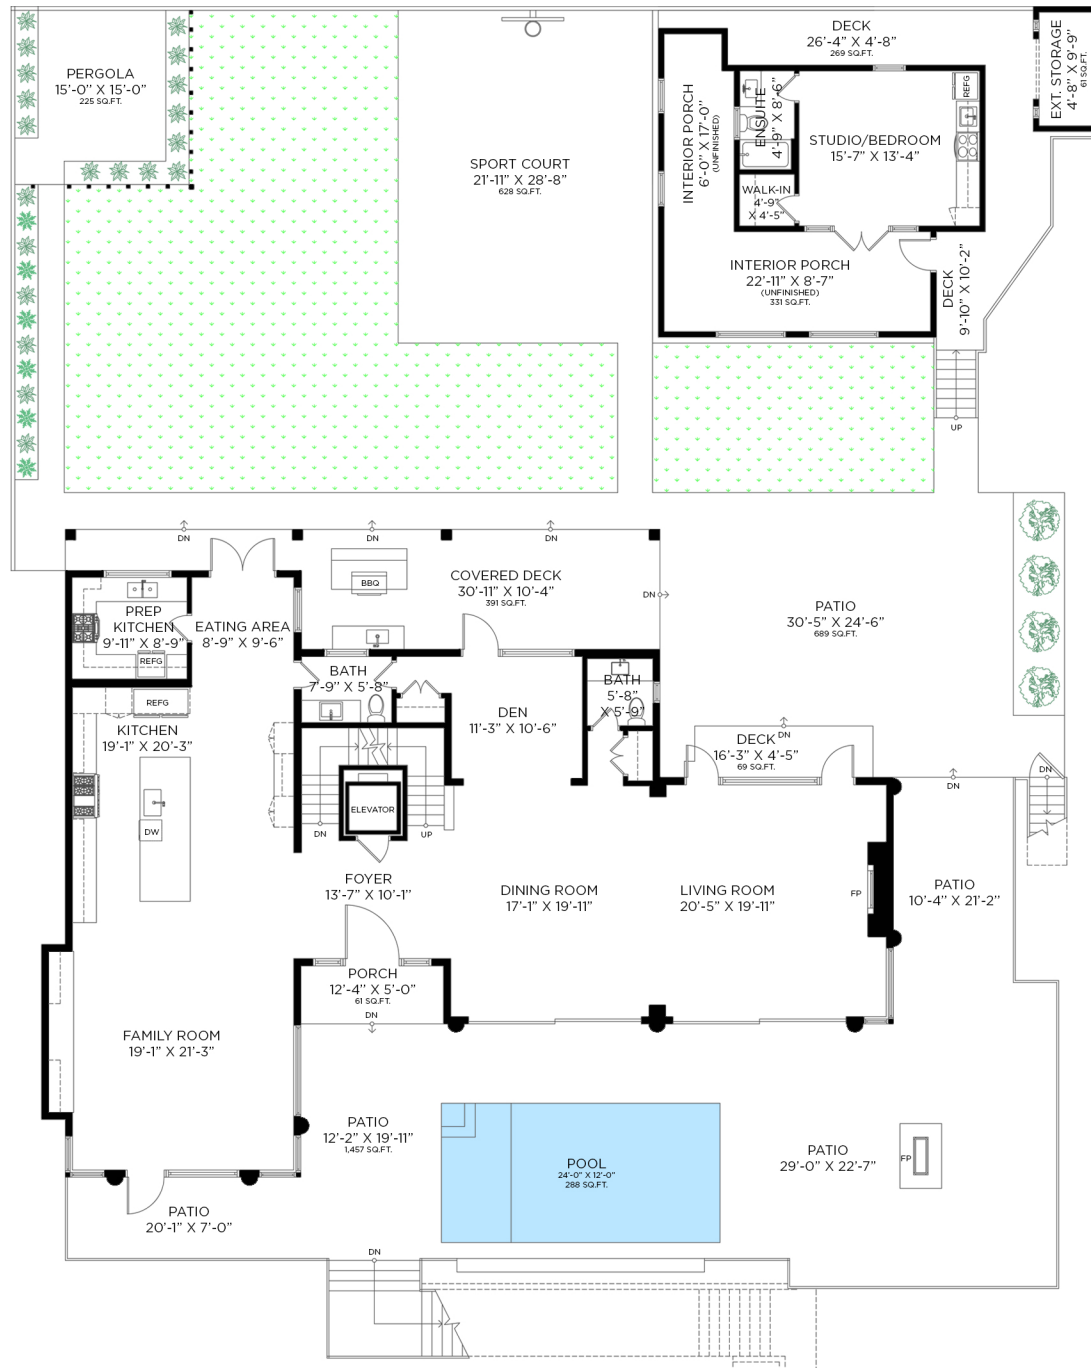 PERGOLA
15'-0" X 15'-0"
225 SQ.FT.
SPORT COURT
21'-11" X 28'-8"
628 SQ.FT.
DECK
26'-4" X 4'-8"
269 SQ.FT.
EXT. STORAGE
4'-8" X 9'-9"
61 SQ.FT.
INTERIOR PORCH
6'-0" X 17'-0"
(UNFINISHED)
ENSUITE
4'-9" X 8'-6"
REFG
STUDIO/BEDROOM
15'-7" X 13'-4"
WALK-IN
4'-9"
X 4'-5"
INTERIOR PORCH
22'-11" X 8'-7"
(UNFINISHED)
331 SQ.FT.
DECK
9'-10" X 10'-2"
UP
DN
DN
DN
BBQ
COVERED DECK
30'-11" X 10'-4"
391 SQ.FT.
DN
PATIO
30'-5" X 24'-6"
689 SQ.FT.
PREP
KITCHEN
9'-11" X 8'-9"
REFG
EATING AREA
8'-9" X 9'-6"
BATH
7'-9" X 5'-8"
BATH
5'-8"
X 5'-9"
REFG
KITCHEN
19'-1" X 20'-3"
DEN
11'-3" X 10'-6"
DN
DECK
16'-3" X 4'-5"
69 SQ.FT.
DN
DN
DW
ELEVATOR
DN
UP
FOYER
13'-7" X 10'-1"
DINING ROOM
17'-1" X 19'-11"
LIVING ROOM
20'-5" X 19'-11"
FP
PATIO
10'-4" X 21'-2"
PORCH
12'-4" X 5'-0"
61 SQ.FT.
DN
FAMILY ROOM
19'-1" X 21'-3"
PATIO
12'-2" X 19'-11"
1,457 SQ.FT.
POOL
24'-0" X 12'-0"
288 SQ.FT.
PATIO
29'-0" X 22'-7"
FP
PATIO
20'-1" X 7'-0"
DN